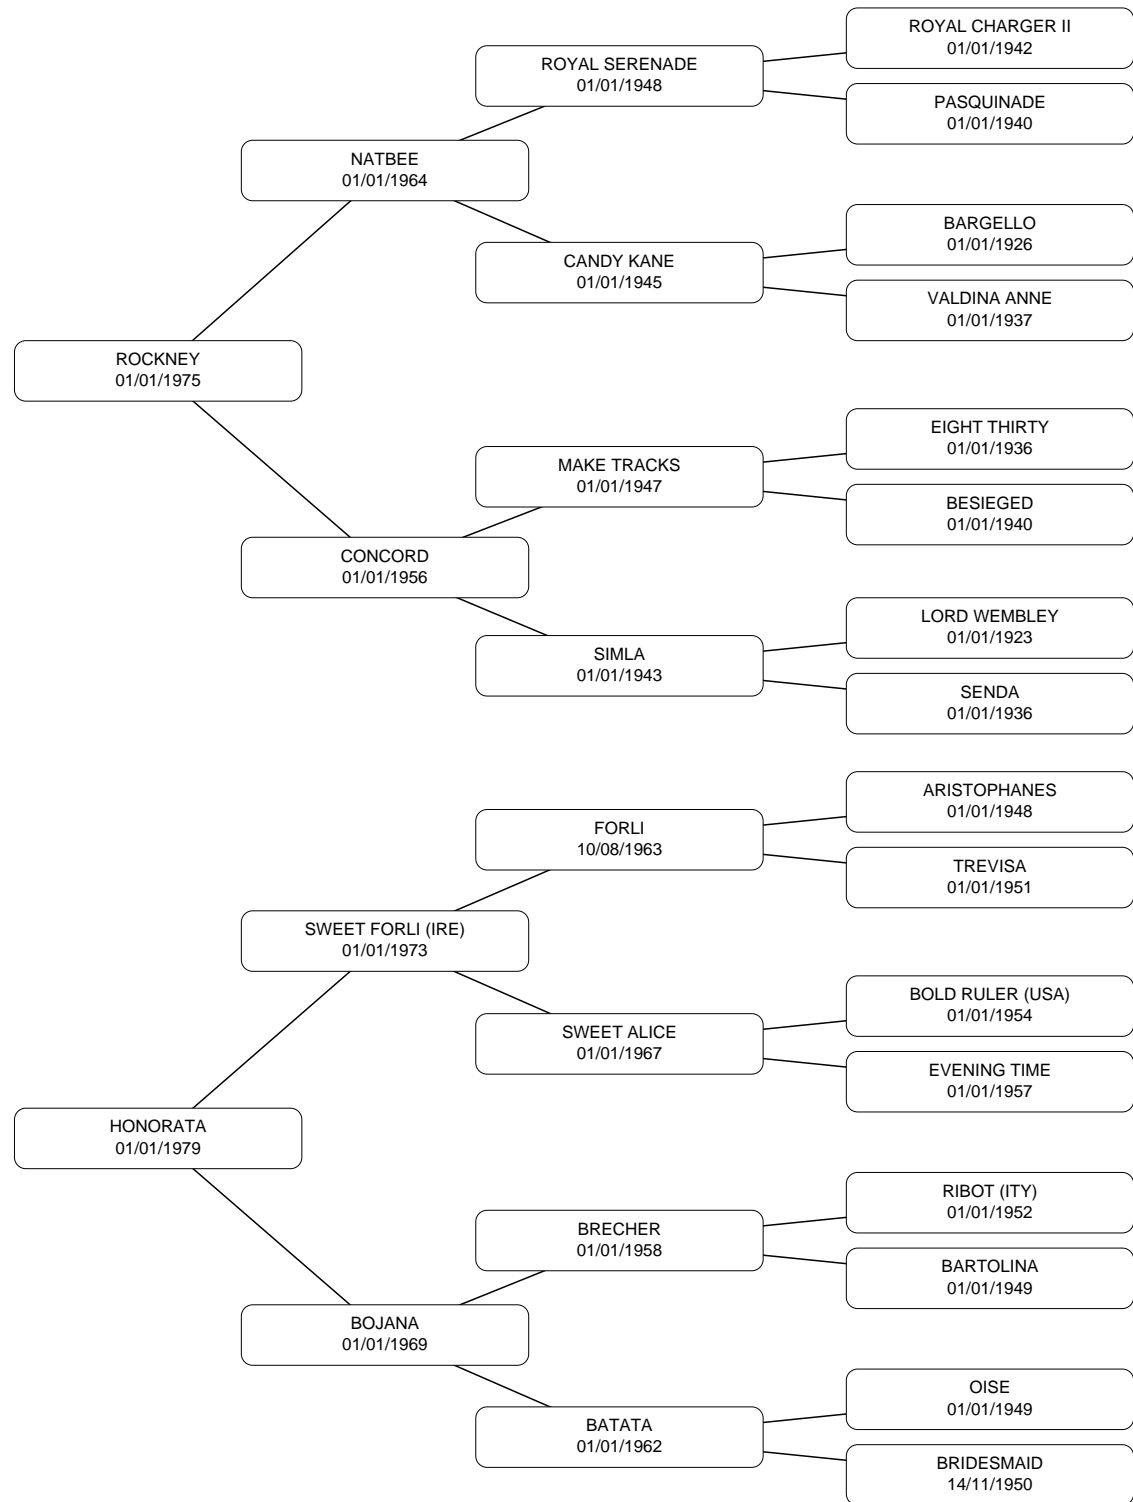 ROYAL CHARGER II
01/01/1942
ROYAL SERENADE
01/01/1948
PASQUINADE
01/01/1940
NATBEE
01/01/1964
BARGELLO
01/01/1926
CANDY KANE
01/01/1945
VALDINA ANNE
01/01/1937
ROCKNEY
01/01/1975
EIGHT THIRTY
01/01/1936
MAKE TRACKS
01/01/1947
BESIEGED
01/01/1940
CONCORD
01/01/1956
LORD WEMBLEY
01/01/1923
SIMLA
01/01/1943
SENDA
01/01/1936
ARISTOPHANES
01/01/1948
FORLI
10/08/1963
TREVISA
01/01/1951
SWEET FORLI (IRE)
01/01/1973
BOLD RULER (USA)
01/01/1954
SWEET ALICE
01/01/1967
EVENING TIME
01/01/1957
HONORATA
01/01/1979
RIBOT (ITY)
01/01/1952
BRECHER
01/01/1958
BARTOLINA
01/01/1949
BOJANA
01/01/1969
OISE
01/01/1949
BATATA
01/01/1962
BRIDESMAID
14/11/1950